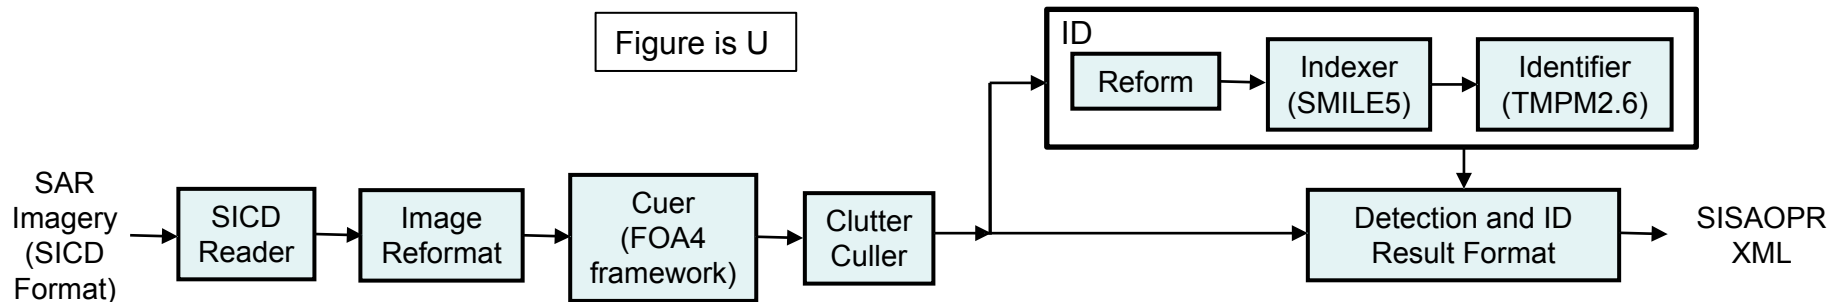 Figure is U
ID
Reform
Indexer
(SMILE5)
Identifier
(TMPM2.6)
SAR
Imagery
(SICD
Format)
SICD
Reader
Image
Reformat
Cuer
(FOA4
framework)
Clutter
Culler
Detection and ID
Result Format
SISAOPR
XML